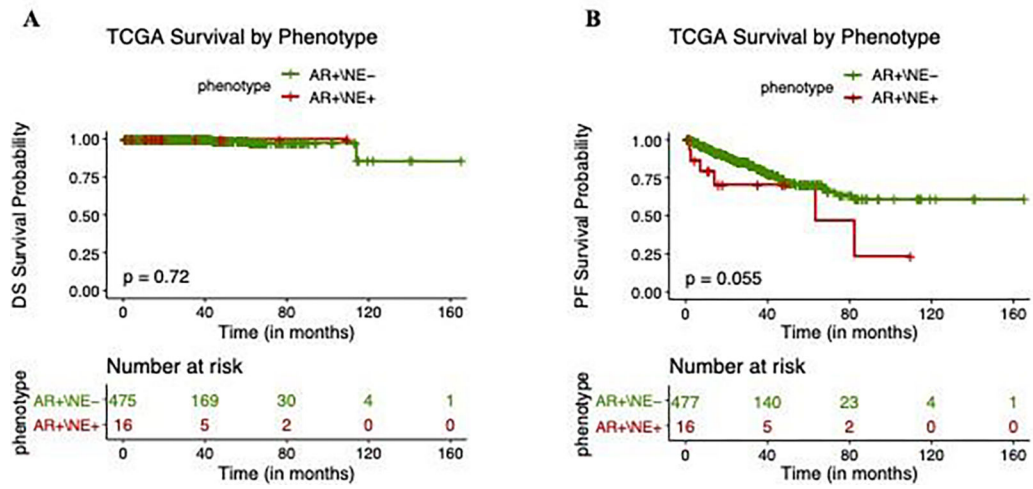 A
TCGA Survival by Phenotype
phenotype
AR+\NE−
AR+\NE+
DS Survival Probability
1.00
0.75
0.50
0.25
0.00
p = 0.72
0 40 80 120 160
Time (in months)
Number at risk
phenotype
AR+\NE− 475 169 30 4 1
AR+\NE+ 16 5 2 0 0
0 40 80 120 160
Time (in months)
B
TCGA Survival by Phenotype
phenotype
AR+\NE−
AR+\NE+
PF Survival Probability
1.00
0.75
0.50
0.25
0.00
p = 0.055
0 40 80 120 160
Time (in months)
Number at risk
phenotype
AR+\NE− 477 140 23 4 1
AR+\NE+ 16 5 2 0 0
0 40 80 120 160
Time (in months)